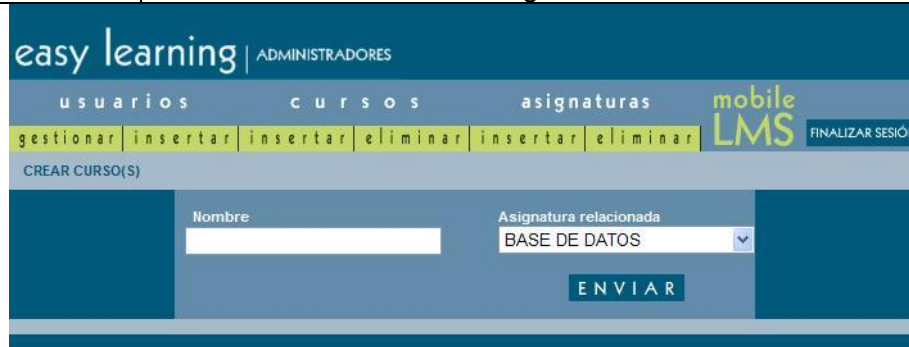 easy learning | ADMINISTRADORES
usuarios cursos asignaturas mobile
gestionar insertar insertar eliminar insertar eliminar LMS FINALIZAR SESIÓ
CREAR CURSO(S)
Nombre Asignatura relacionada
BASE DE DATOS
ENVIAR